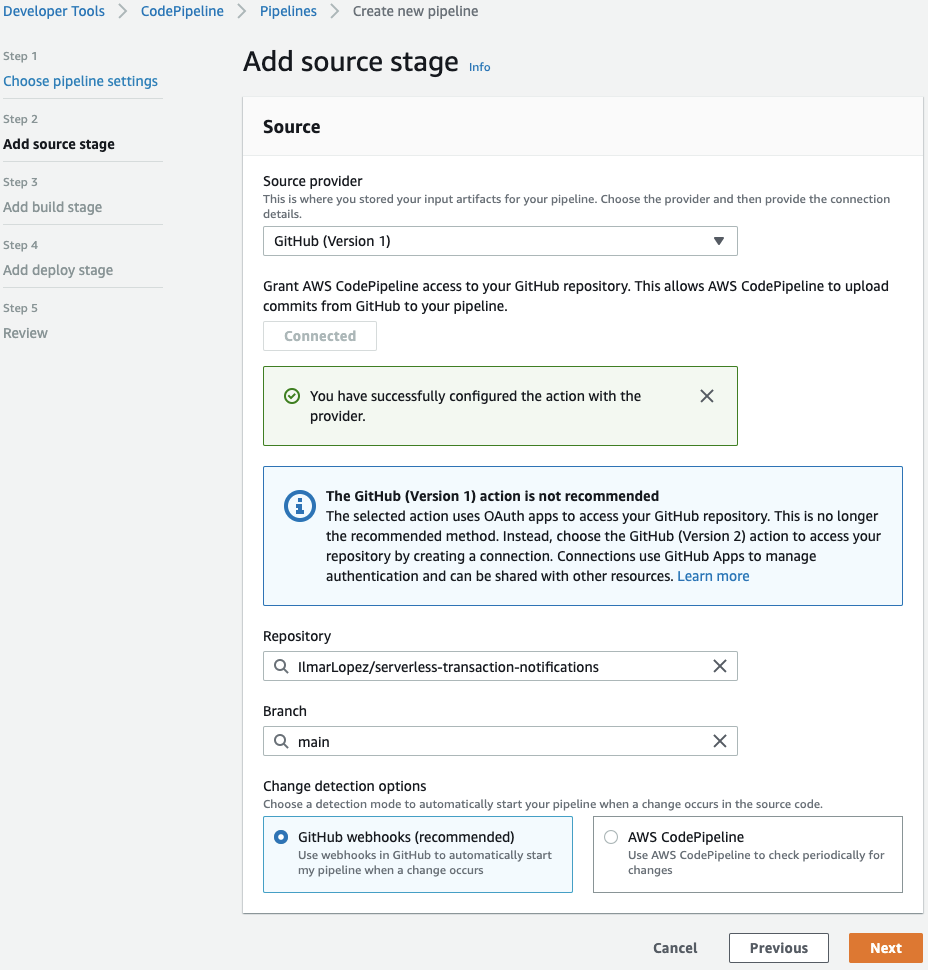 Developer Tools > CodePipeline > Pipelines > Create new pipeline
Step 1
Choose pipeline settings
Step 2
Add source stage
Step 3
Add build stage
Step 4
Add deploy stage
Step 5
Review
Add source stage Info
Source
Source provider
This is where you stored your input artifacts for your pipeline. Choose the provider and then provide the connection
details.
GitHub (Version 1)
Grant AWS CodePipeline access to your GitHub repository. This allows AWS CodePipeline to upload
commits from GitHub to your pipeline.
Connected
You have successfully configured the action with the
provider.
The GitHub (Version 1) action is not recommended
The selected action uses OAuth apps to access your GitHub repository. This is no longer
the recommended method. Instead, choose the GitHub (Version 2) action to access your
repository by creating a connection. Connections use GitHub Apps to manage
authentication and can be shared with other resources. Learn more
Repository
IlmarLopez/serverless-transaction-notifications
Branch
main
Change detection options
Choose a detection mode to automatically start your pipeline when a change occurs in the source code.
GitHub webhooks (recommended)
Use webhooks in GitHub to automatically start
my pipeline when a change occurs
AWS CodePipeline
Use AWS CodePipeline to check periodically for
changes
Cancel Previous Next